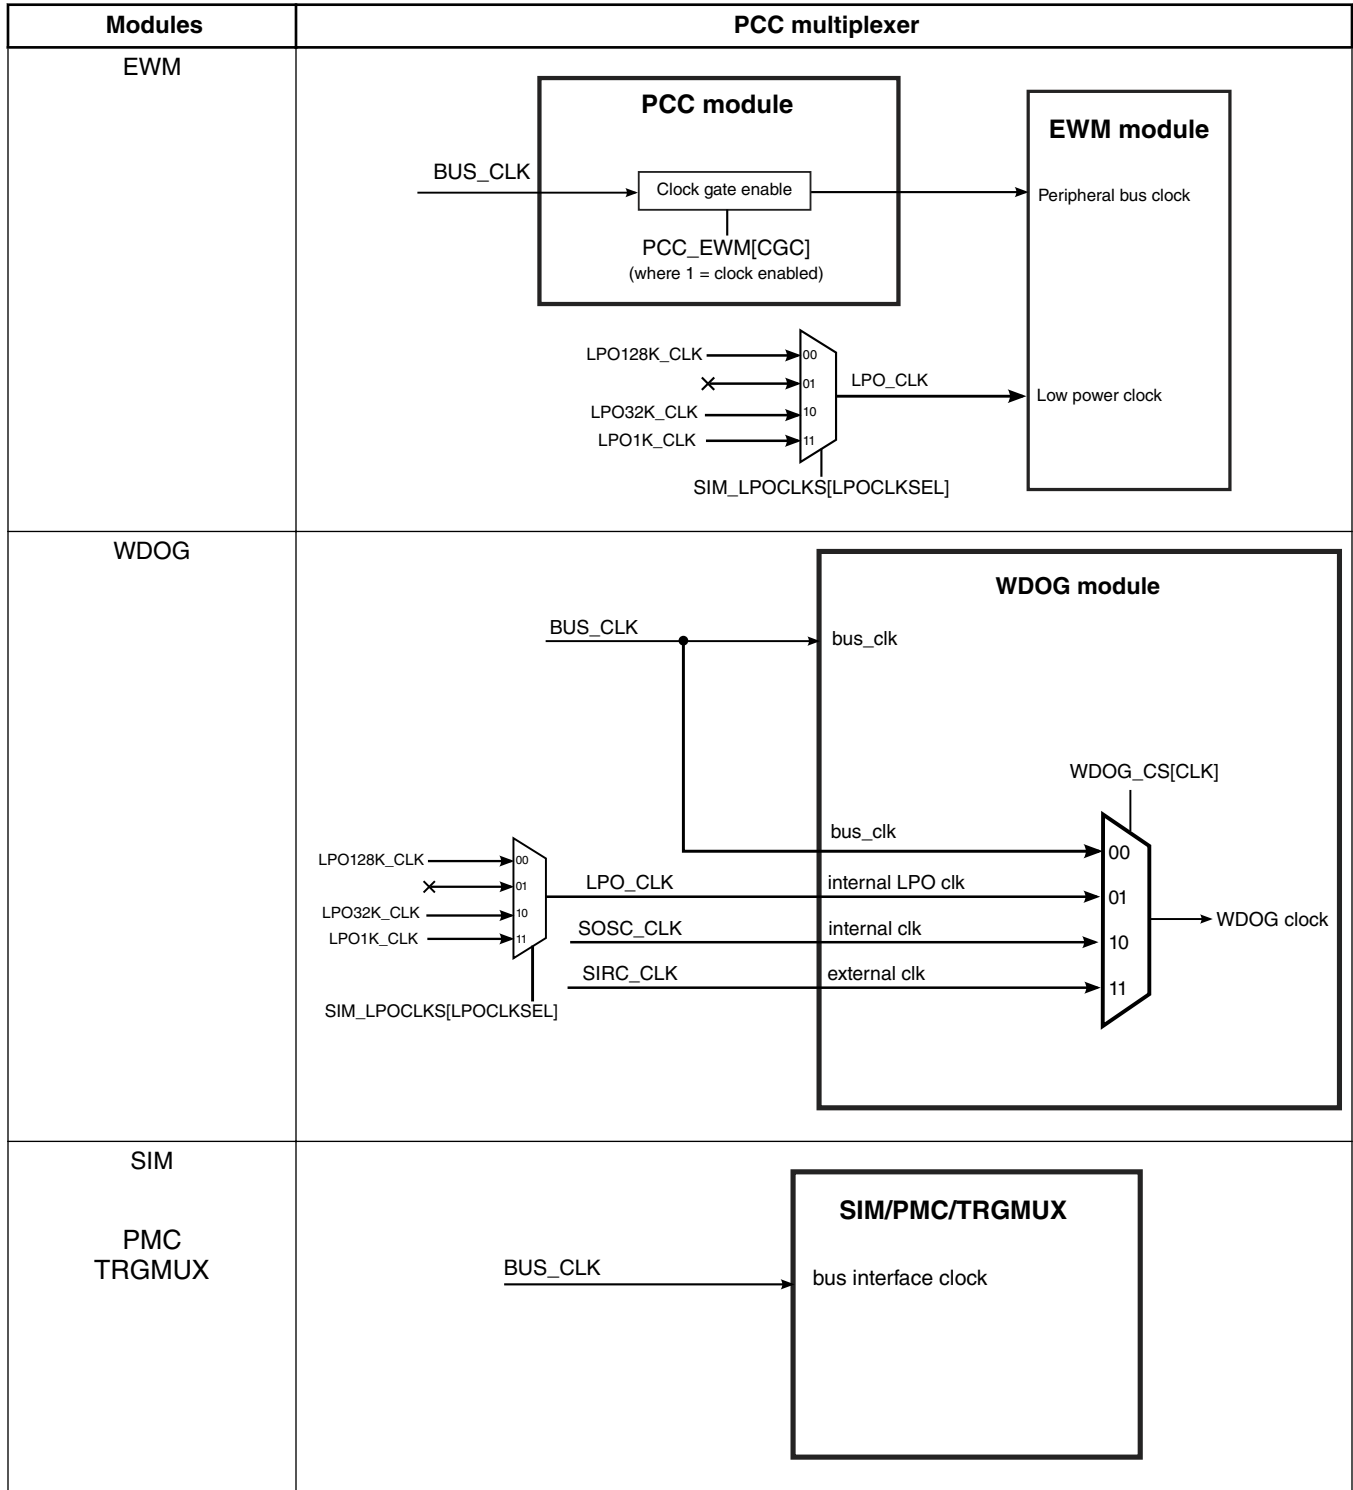 Modules PCC multiplexer
EWM
PCC module
EWM module
BUS_CLK
Clock gate enable
Peripheral bus clock
PCC_EWM[CGC]
(where 1 = clock enabled)
LPO128K_CLK 00
01 LPO_CLK
Low power clock
LPO32K_CLK 10
LPO1K_CLK 11
SIM_LPOCLKS[LPOCLKSEL]
WDOG
WDOG module
BUS_CLK
bus_clk
WDOG_CS[CLK]
bus_clk
00
LPO128K_CLK 00
01 LPO_CLK internal LPO clk 01
LPO32K_CLK 10
SOSC_CLK internal clk 10
WDOG clock
LPO1K_CLK 11
SIRC_CLK external clk 11
SIM_LPOCLKS[LPOCLKSEL]
SIM
PMC
TRGMUX
SIM/PMC/TRGMUX
BUS_CLK
bus interface clock